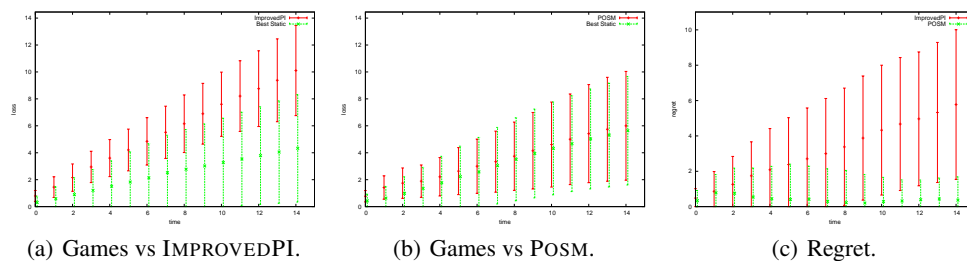 ImprovedPI
Best Static
14
12
10
8
6
4
2
0
loss
0 2 4 6 8 10 12 14
time
(a) Games vs IMPROVEDPI.
POSM
Best Static
14
12
10
8
6
4
2
0
loss
0 2 4 6 8 10 12 14
time
(b) Games vs POSM.
ImprovedPI
POSM
10
8
6
4
2
0
regret
0 2 4 6 8 10 12 14
time
(c) Regret.